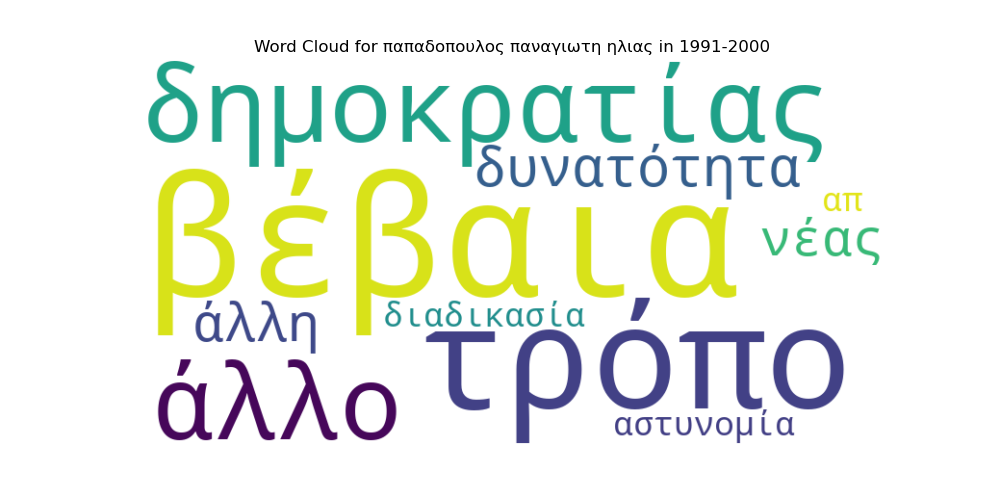 Word Cloud for παπαδοπουλος παναγιωτη ηλιας in 1991-2000
δημοκρατίας
δυνατότητα
βέβαια
απ
νέας
άλλη
διαδικασία
τρόπο
άλλο
αστυνομία